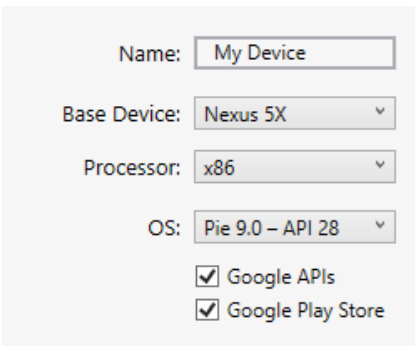 Name: My Device
Base Device: Nexus 5X
Processor: x86
OS: Pie 9.0 – API 28
Google APIs
Google Play Store